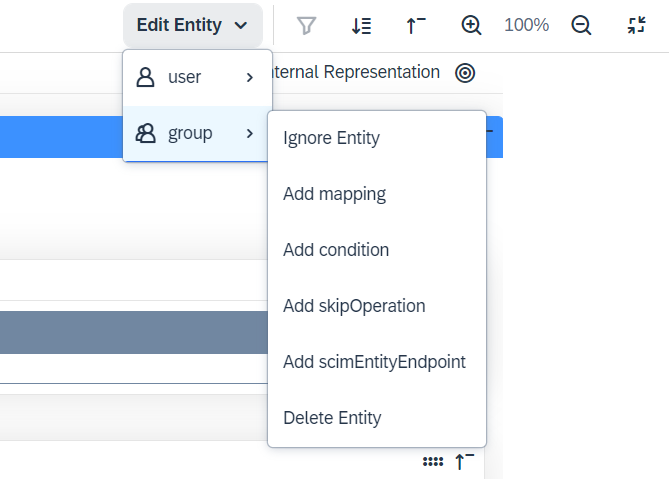 Edit Entity
100%
user
nternal Representation
group
Ignore Entity
Add mapping
Add condition
Add skipOperation
Add scimEntityEndpoint
Delete Entity